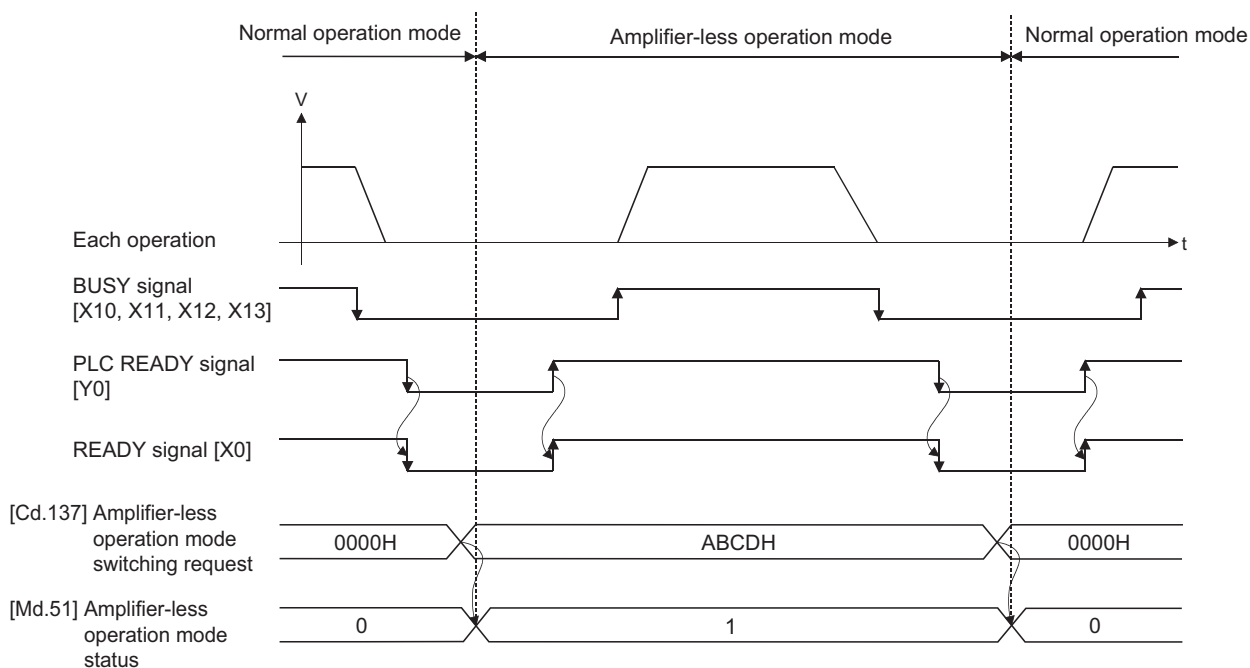 Normal operation mode
Amplifier-less operation mode
Normal operation mode
V
Each operation
t
BUSY signal
[X10, X11, X12, X13]
PLC READY signal
[Y0]
READY signal [X0]
[Cd.137] Amplifier-less
operation mode
switching request
0000H
ABCDH
0000H
[Md.51] Amplifier-less
operation mode
status
0
1
0